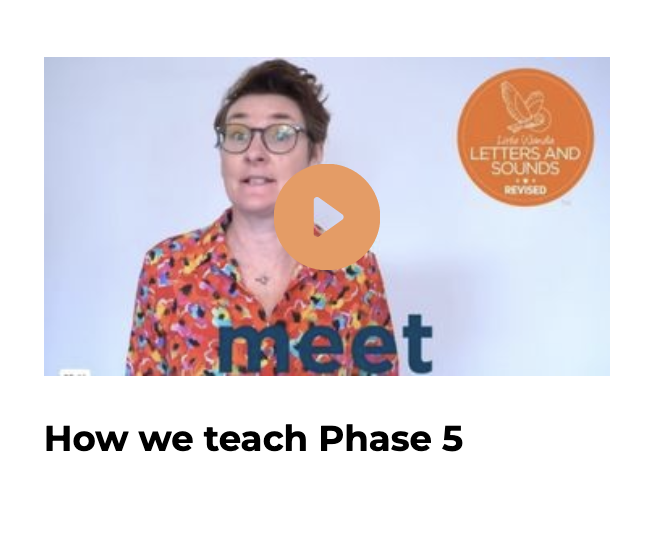 Little Wandle
LETTERS AND
SOUNDS
REVISED
meet
How we teach Phase 5